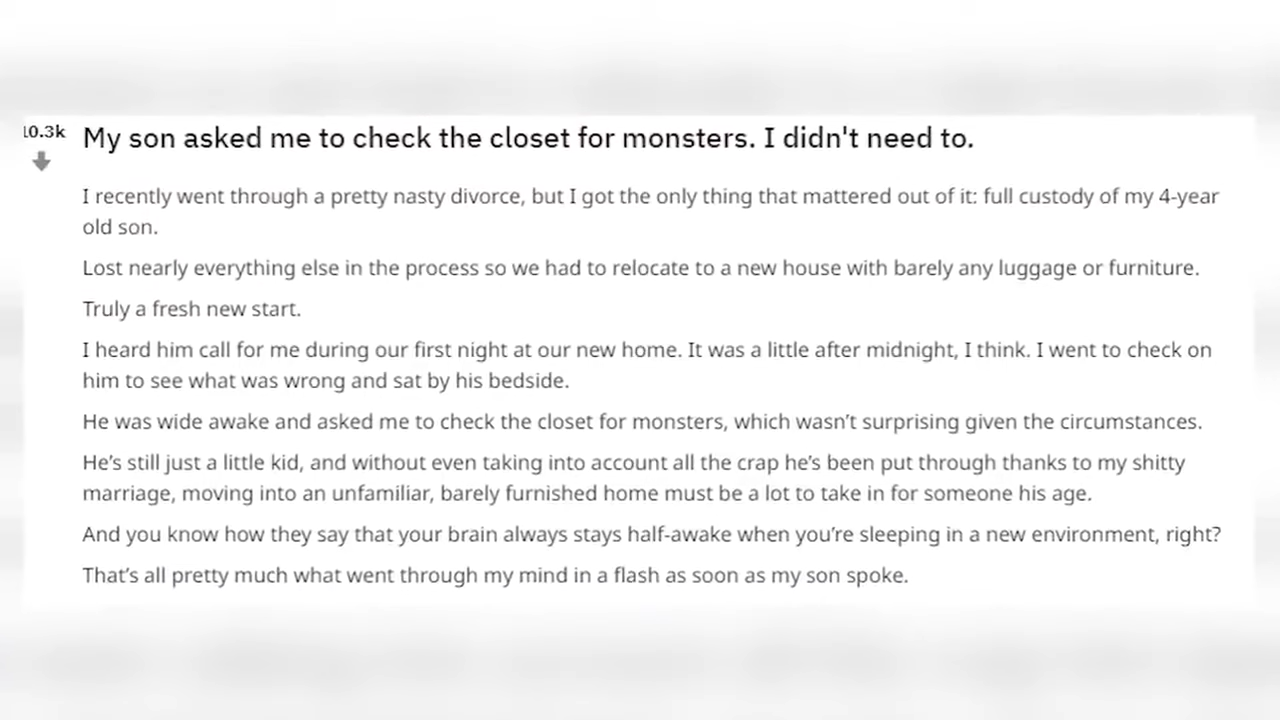 10.3k
My son asked me to check the closet for monsters. I didn't need to.
I recently went through a pretty nasty divorce, but I got the only thing that mattered out of it: full custody of my 4-year
old son.
Lost nearly everything else in the process so we had to relocate to a new house with barely any luggage or furniture.
Truly a fresh new start.
I heard him call for me during our first night at our new home. It was a little after midnight, I think. I went to check on
him to see what was wrong and sat by his bedside.
He was wide awake and asked me to check the closet for monsters, which wasn’t surprising given the circumstances.
He’s still just a little kid, and without even taking into account all the crap he’s been put through thanks to my shitty
marriage, moving into an unfamiliar, barely furnished home must be a lot to take in for someone his age.
And you know how they say that your brain always stays half-awake when you’re sleeping in a new environment, right?
That’s all pretty much what went through my mind in a flash as soon as my son spoke.